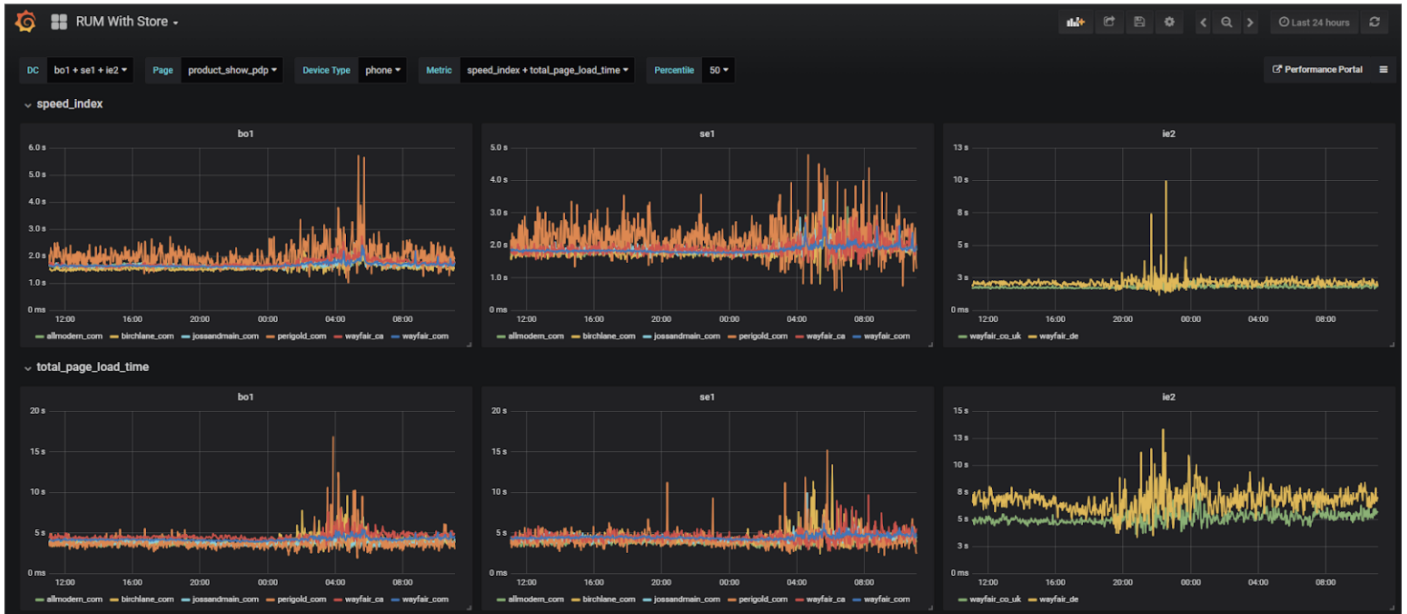 RUM With Store
Last 24 hours
DC bo1 + se1 + ie2 Page product_show_pdp Device Type phone Metric speed_index + total_page_load_time Percentile 50 Performance Portal
speed_index
bo1
6.0 s
5.0 s
4.0 s
3.0 s
2.0 s
1.0 s
0 ms
12:00 16:00 20:00 00:00 04:00 08:00
allmodern_com birchlane_com jossandmain_com perigold_com wayfair_ca wayfair_com
se1
5.0 s
4.0 s
3.0 s
2.0 s
1.0 s
0 ms
12:00 16:00 20:00 00:00 04:00 08:00
allmodern_com birchlane_com jossandmain_com perigold_com wayfair_ca wayfair_com
ie2
13 s
10 s
8 s
5 s
3 s
0 ms
12:00 16:00 20:00 00:00 04:00 08:00
wayfair_co_uk wayfair_de
total_page_load_time
bo1
20 s
15 s
10 s
5 s
0 ms
12:00 16:00 20:00 00:00 04:00 08:00
allmodern_com birchlane_com jossandmain_com perigold_com wayfair_ca wayfair_com
se1
20 s
15 s
10 s
5 s
0 ms
12:00 16:00 20:00 00:00 04:00 08:00
allmodern_com birchlane_com jossandmain_com perigold_com wayfair_ca wayfair_com
ie2
15 s
13 s
10 s
8 s
5 s
3 s
0 ms
12:00 16:00 20:00 00:00 04:00 08:00
wayfair_co_uk wayfair_de